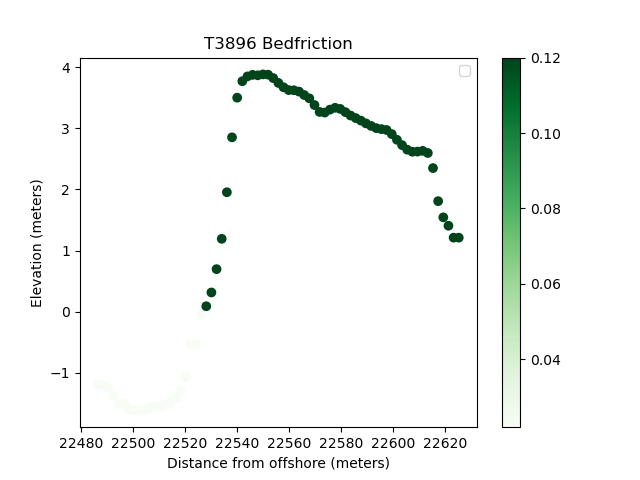 T3896 Bedfriction
4
3
2
1
0
−1
Elevation (meters)
22480 22500 22520 22540 22560 22580 22600 22620
Distance from offshore (meters)
0.12
0.10
0.08
0.06
0.04